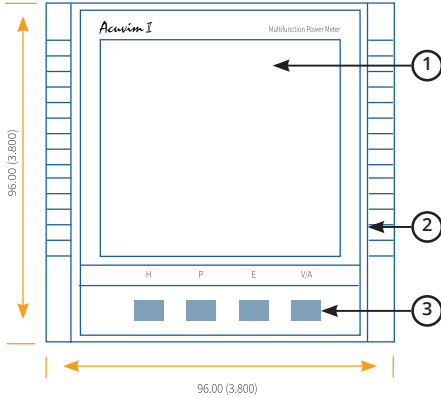 Acuvim II
Multifunction Power Meter
1
96.00 (3.800)
2
H P E V/A
3
96.00 (3.800)